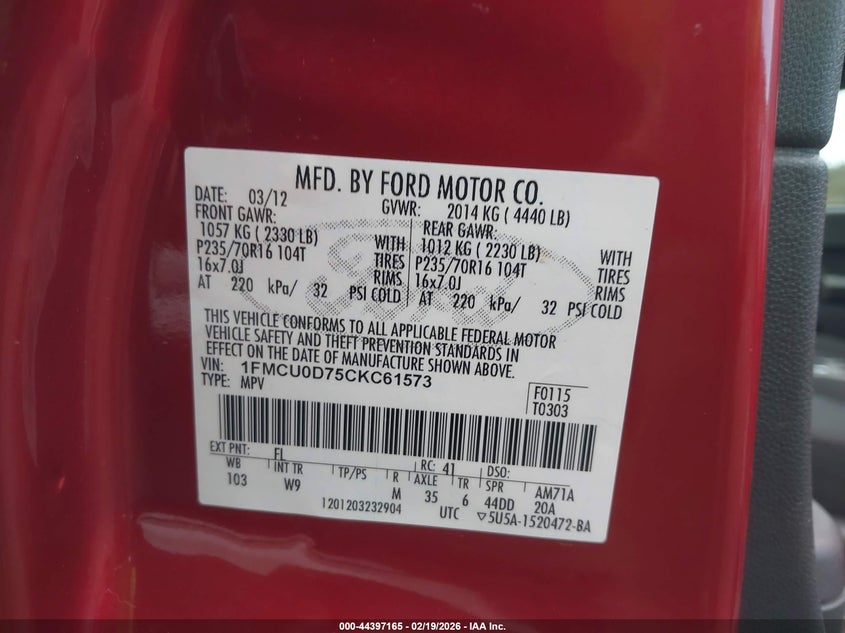 MFD. BY FORD MOTOR CO.
DATE: 03/12 GVWR: 2014 KG ( 4440 LB)
FRONT GAWR: REAR GAWR:
1057 KG ( 2330 LB) WITH 1012 KG ( 2230 LB) WITH
P235/70R16 104T TIRES P235/70R16 104T TIRES
16x7.0J RIMS 16x7.0J RIMS
AT 220 kPa/ 32 PSI COLD AT 220 kPa/ 32 PSI COLD
THIS VEHICLE CONFORMS TO ALL APPLICABLE FEDERAL MOTOR
VEHICLE SAFETY AND THEFT PREVENTION STANDARDS IN
EFFECT ON THE DATE OF MANUFACTURE SHOWN ABOVE.
VIN: 1FMCU0D75CKC61573
TYPE: MPV
F0115
T0303
EXT PNT: FL RC: 41 DSO:
WB INT TR TP/PS R AXLE TR SPR AM71A
103 W9 M 35 6 44DD 20A
1201203232904 UTC ▽5U5A-1520472-BA
Ford
000-44397165 - 02/19/2026 - IAA Inc.